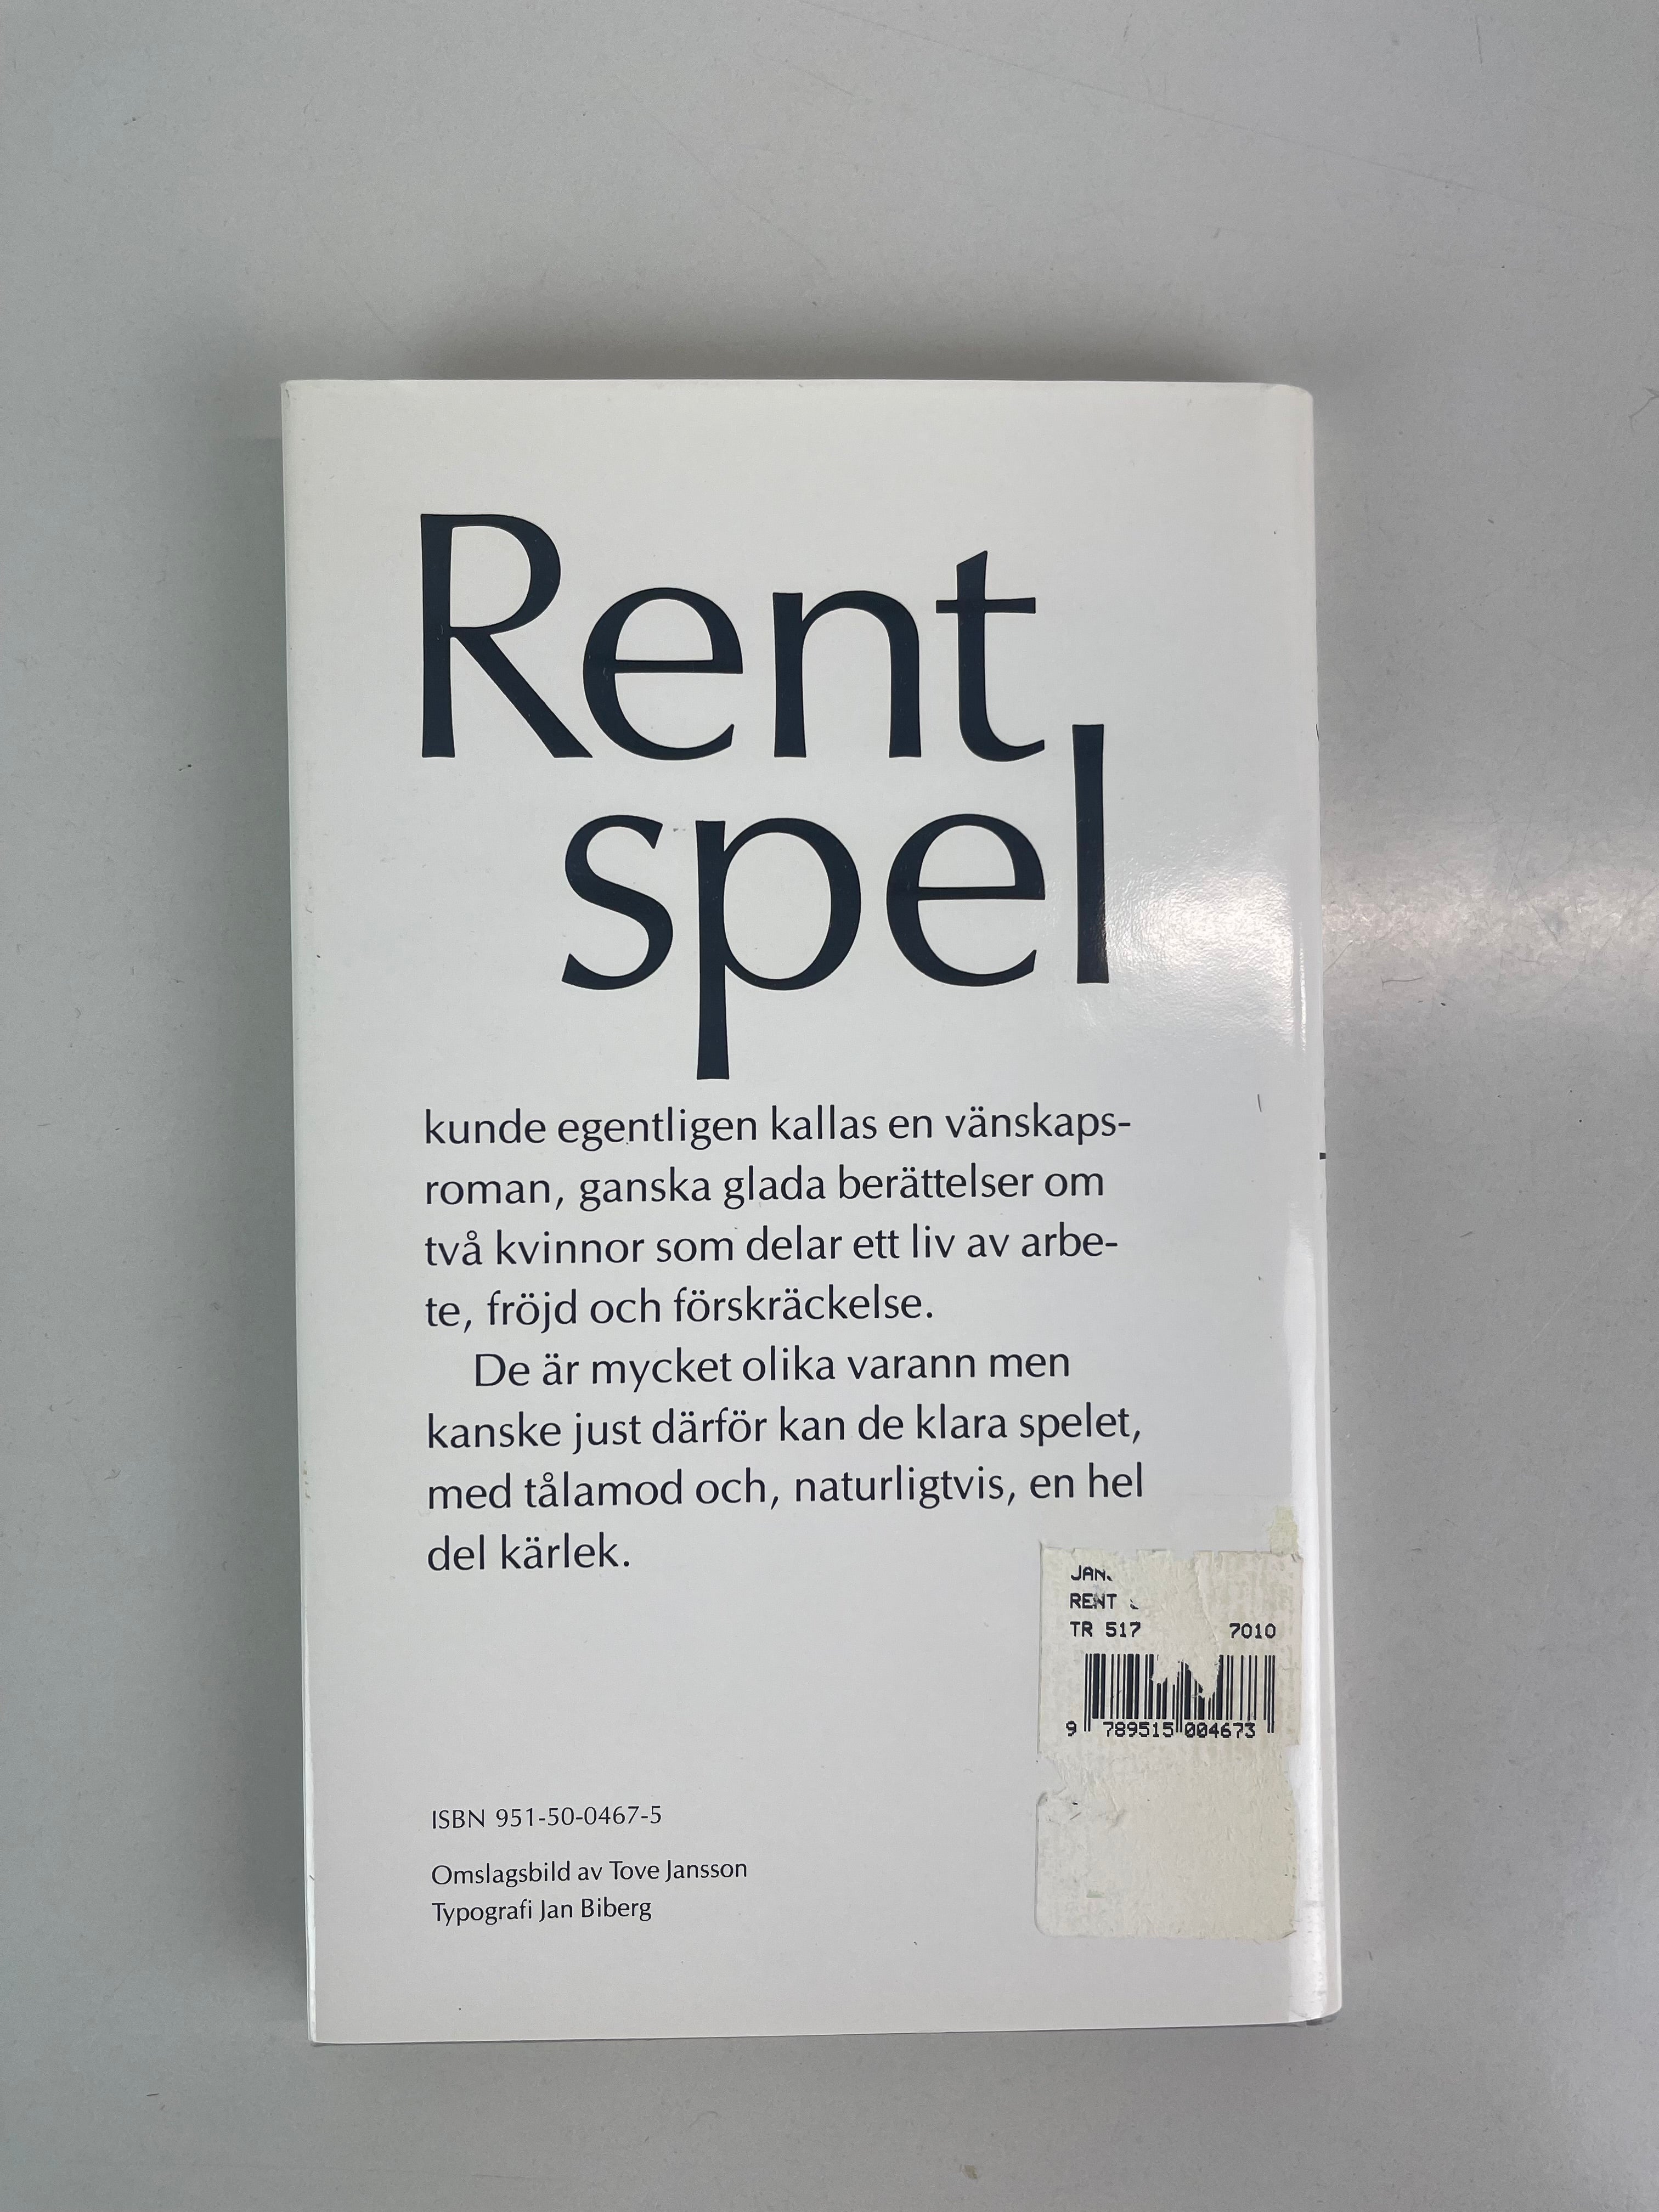 Rent
spel
kunde egentligen kallas en vänskaps-
roman, ganska glada berättelser om
två kvinnor som delar ett liv av arbe-
te, fröjd och förskräckelse.
De är mycket olika varann men
kanske just därför kan de klara spelet,
med tålamod och, naturligtvis, en hel
del kärlek.
JAN
RENT
TR 517 7010
9 789515 004673
ISBN 951-50-0467-5
Omslagsbild av Tove Jansson
Typografi Jan Biberg